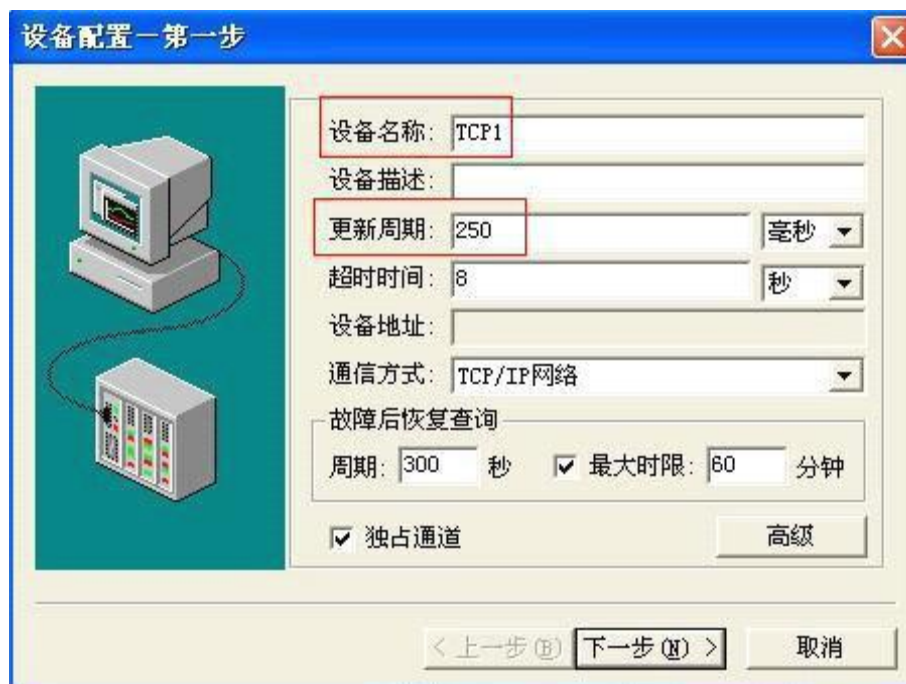 设备配置－第一步
设备名称: TCP1
设备描述:
更新周期: 250 毫秒
超时时间: 8 秒
设备地址:
通信方式: TCP/IP网络
故障后恢复查询
周期: 300 秒 最大时限: 60 分钟
独占通道 高级
< 上一步(B) 下一步(N) > 取消